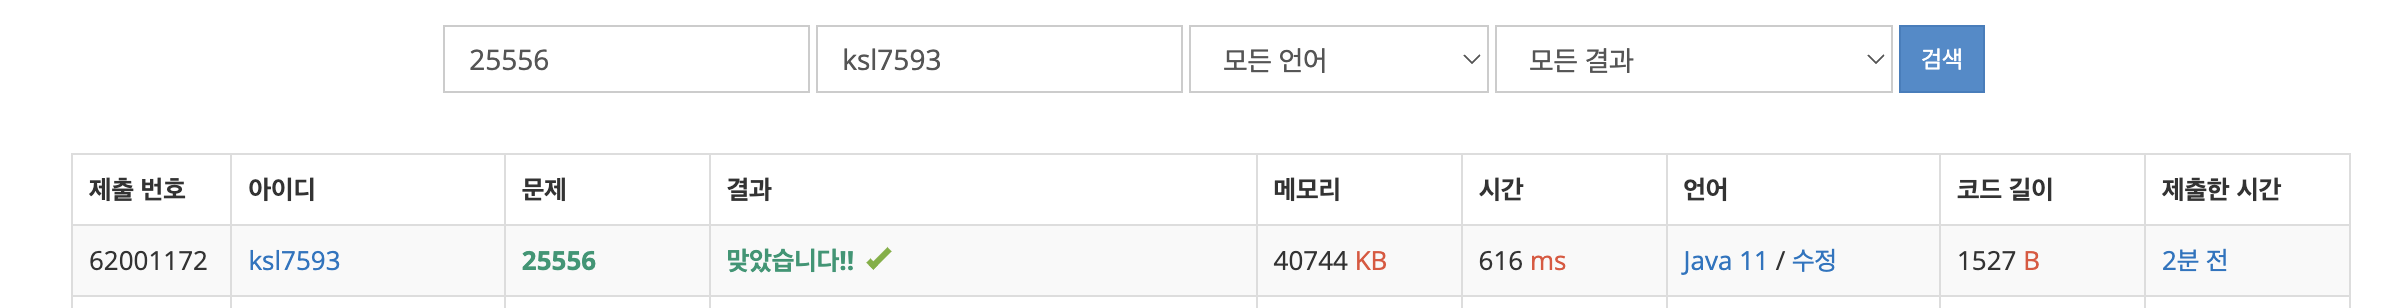 25556 ksl7593 모든 언어 모든 결과 검색
제출 번호 아이디 문제 결과 메모리 시간 언어 코드 길이 제출한 시간
62001172 ksl7593 25556 맞았습니다!! 40744 KB 616 ms Java 11 / 수정 1527 B 2분 전